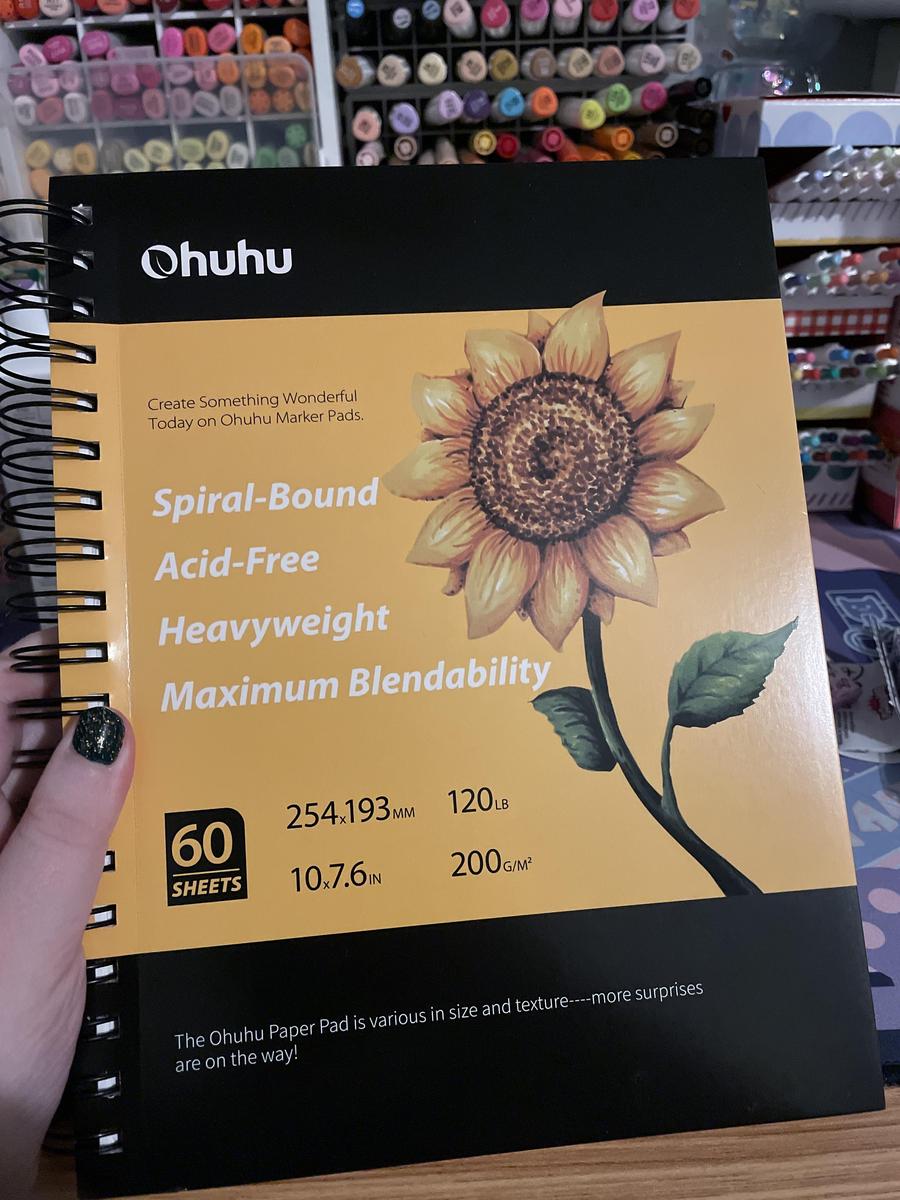 Ohuhu
Create Something Wonderful
Today on Ohuhu Marker Pads.
Spiral-Bound
Acid-Free
Heavyweight
Maximum Blendability
60
SHEETS
254x193MM
120LB
10x7.6IN
200G/M²
The Ohuhu Paper Pad is various in size and texture----more surprises
are on the way!